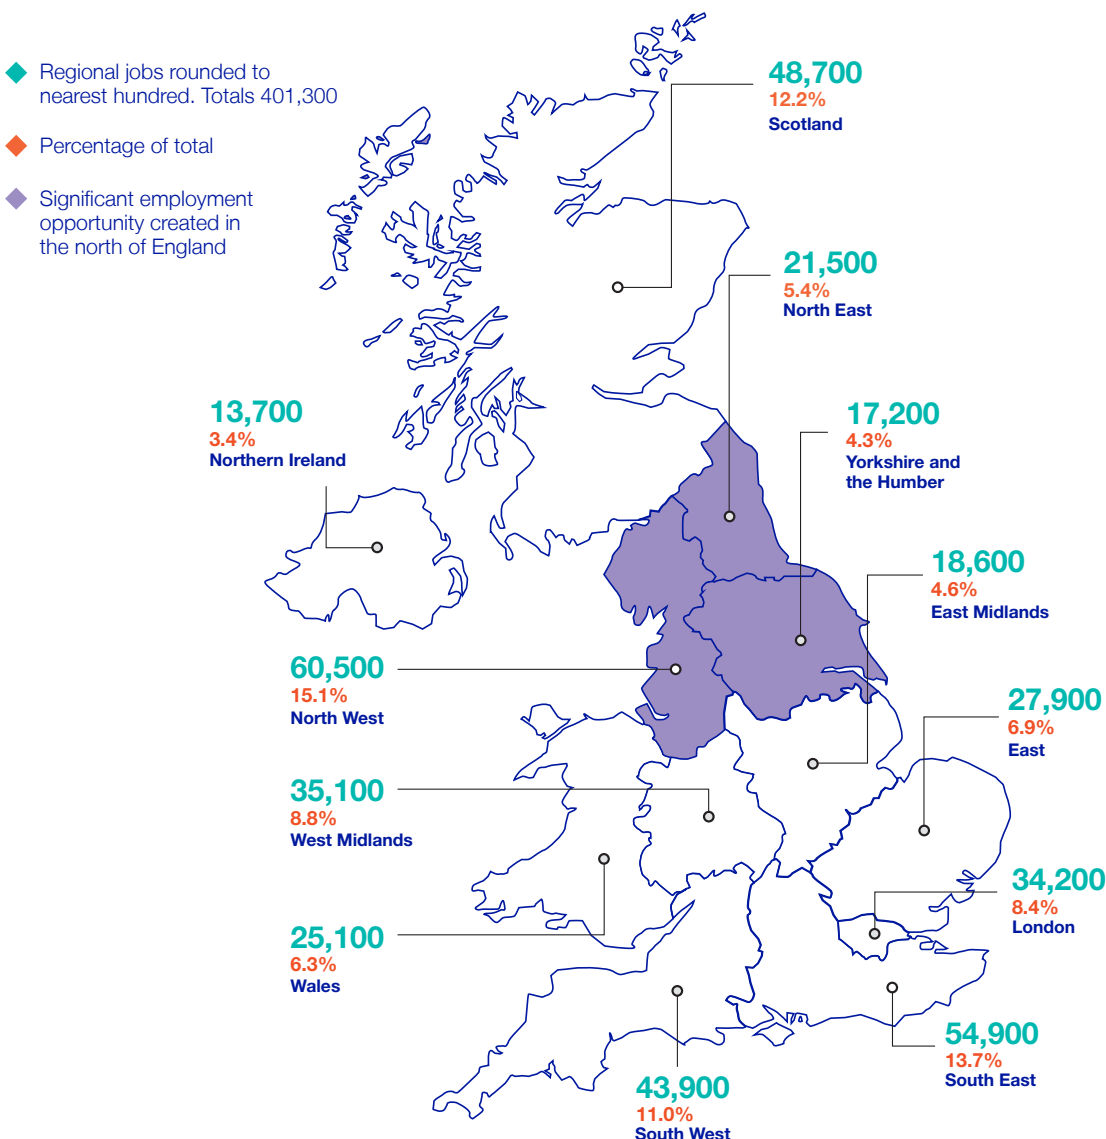 Regional jobs rounded to
nearest hundred. Totals 401,300
Percentage of total
Significant employment
opportunity created in
the north of England
48,700
12.2%
Scotland
21,500
5.4%
North East
13,700
3.4%
Northern Ireland
17,200
4.3%
Yorkshire and
the Humber
18,600
4.6%
East Midlands
60,500
15.1%
North West
27,900
6.9%
East
35,100
8.8%
West Midlands
34,200
8.4%
London
25,100
6.3%
Wales
54,900
13.7%
South East
43,900
11.0%
South West